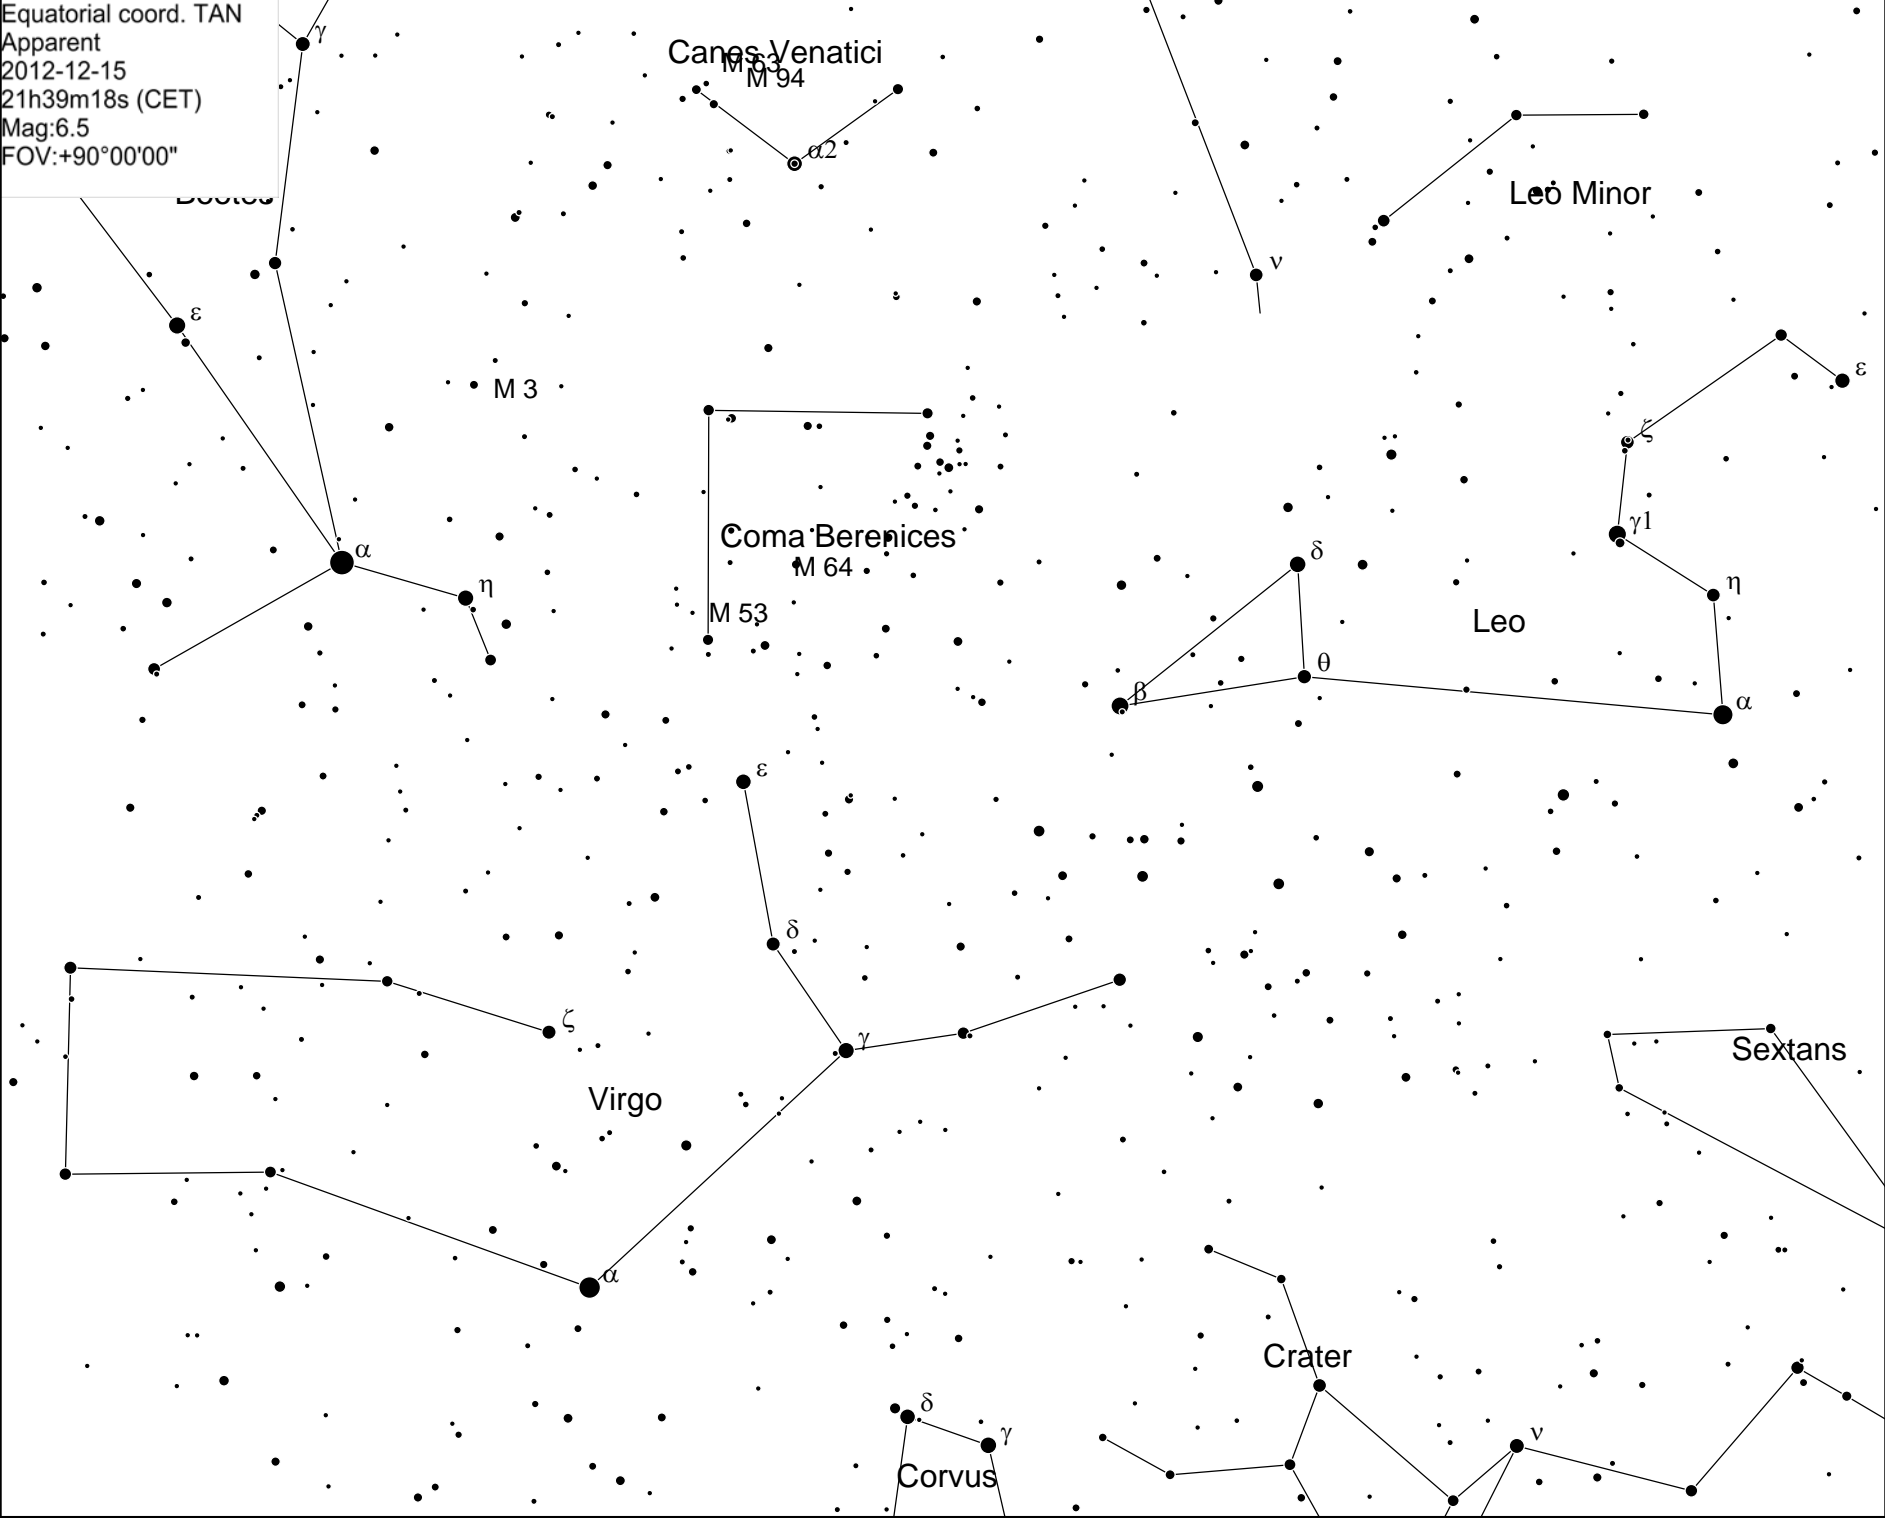 Equatorial coord. TAN
Apparent
2012-12-15
21h39m18s (CET)
Mag:6.5
FOV:+90°00'00"
γ
Canes Venatici
M 63
M 94
α2
Bootes
Leo Minor
ν
ε
ε
M 3
ζ
γ1
Coma Berenices
α
δ
M 64
η
η
M 53
Leo
θ
β
α
ε
δ
ζ
γ
Sextans
Virgo
α
Crater
δ
γ
ν
Corvus